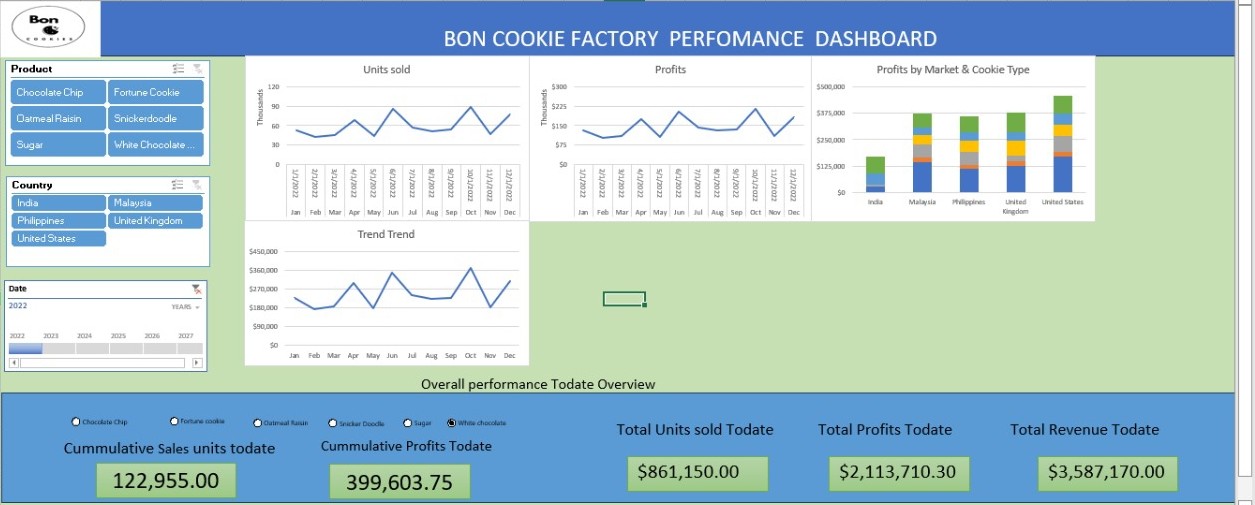 Bon
COOKIES
BON COOKIE FACTORY PERFOMANCE DASHBOARD
Product
Chocolate Chip
Fortune Cookie
Oatmeal Raisin
Snickerdoodle
Sugar
White Chocolate ...
Country
India
Malaysia
Philippines
United Kingdom
United States
Date
2022
YEARS
2022 2023 2024 2025 2026 2027
Units sold
Thousands
120
90
60
30
0
1/1/2022 2/1/2022 3/1/2022 4/1/2022 5/1/2022 6/1/2022 7/1/2022 8/1/2022 9/1/2022 10/1/2022 11/1/2022 12/1/2022
Jan Feb Mar Apr May Jun Jul Aug Sep Oct Nov Dec
Profits
Thousands
$300
$225
$150
$75
$0
1/1/2022 2/1/2022 3/1/2022 4/1/2022 5/1/2022 6/1/2022 7/1/2022 8/1/2022 9/1/2022 10/1/2022 11/1/2022 12/1/2022
Jan Feb Mar Apr May Jun Jul Aug Sep Oct Nov Dec
Profits by Market & Cookie Type
$500,000
$375,000
$250,000
$125,000
$0
India Malaysia Philippines United Kingdom United States
Trend Trend
$450,000
$360,000
$270,000
$180,000
$90,000
$0
Jan Feb Mar Apr May Jun Jul Aug Sep Oct Nov Dec
Overall performance Todate Overview
Chocolate Chip
Fortune cookie
Oatmeal Raisin
Snicker Doodle
Sugar
White chocolate
Cummulative Sales units todate
122,955.00
Cummulative Profits Todate
399,603.75
Total Units sold Todate
$861,150.00
Total Profits Todate
$2,113,710.30
Total Revenue Todate
$3,587,170.00